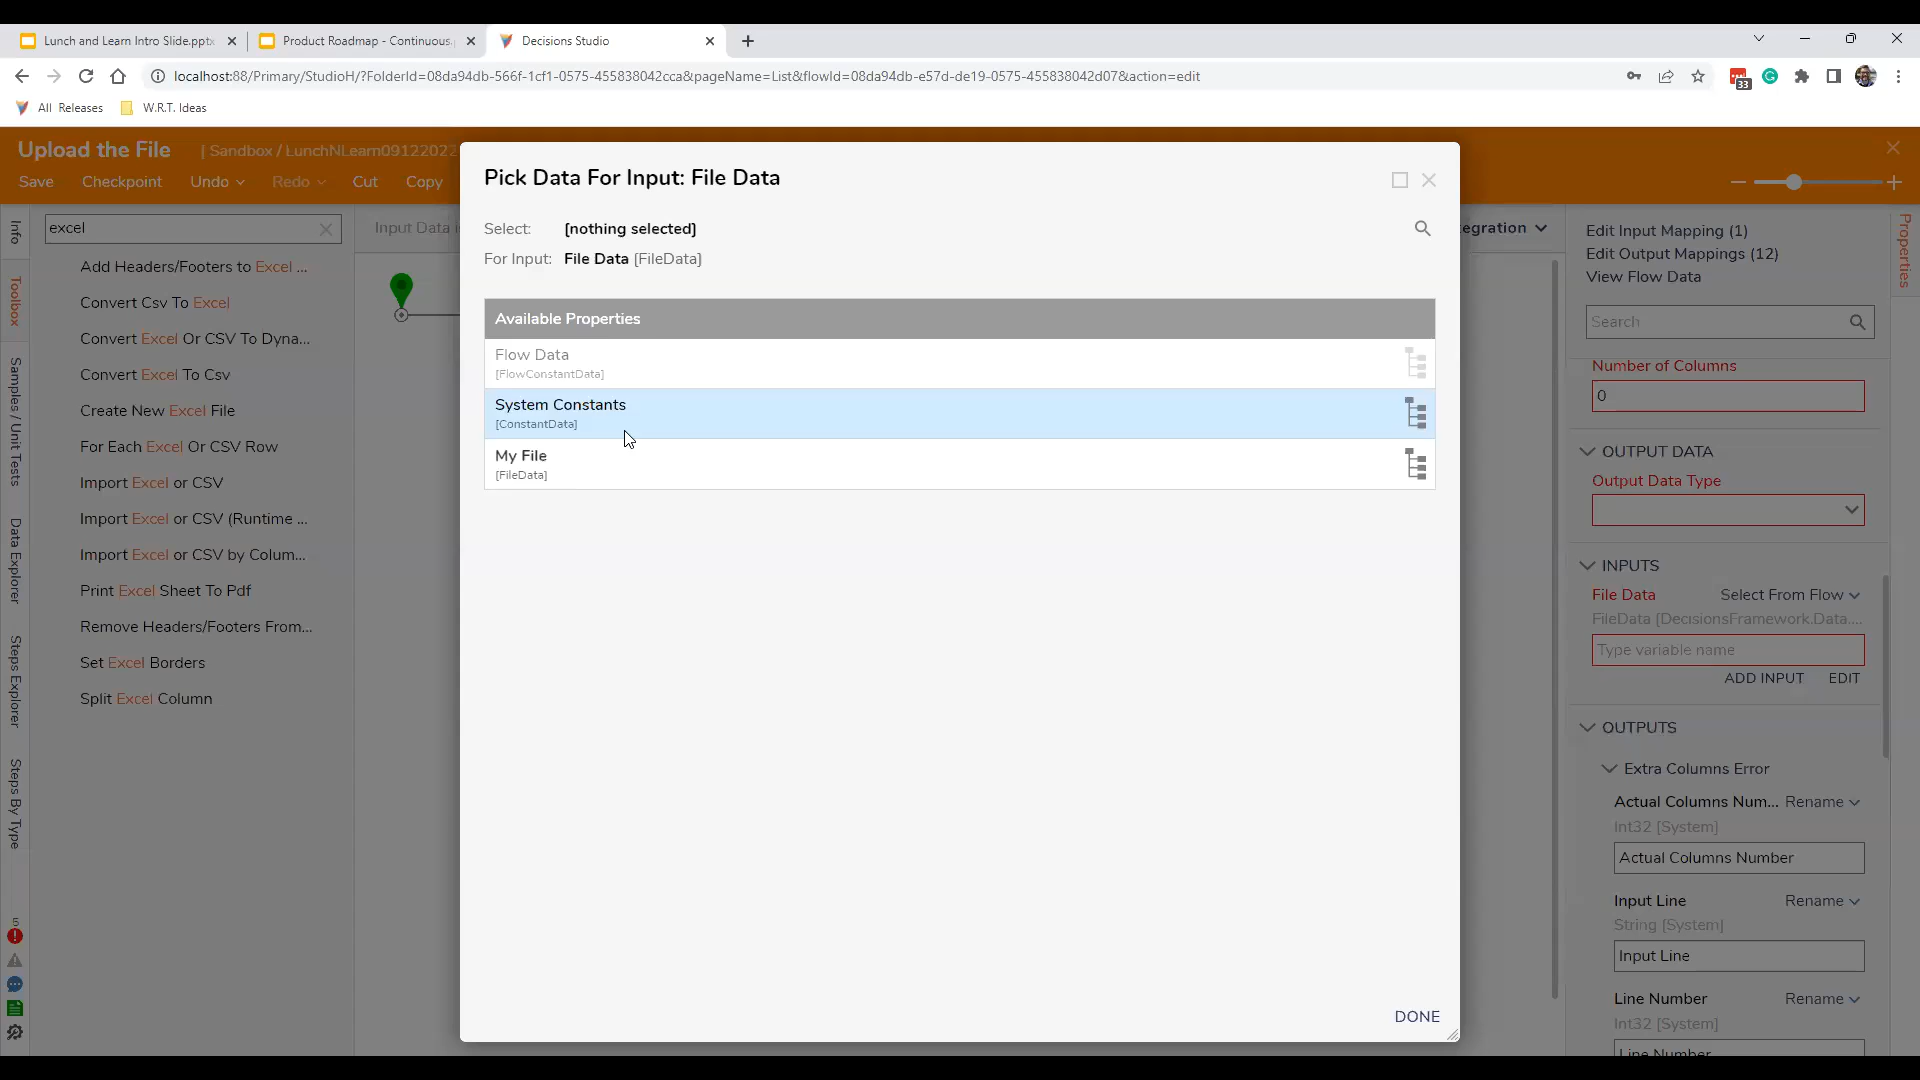 Lunch and Learn Intro Slide.pptx
Product Roadmap - Continuous
Decisions Studio
localhost:88/Primary/StudioH/?FolderId=08da94db-566f-1cf1-0575-455838042cca&pageName=List&flowId=08da94db-e57d-de19-0575-455838042d07&action=edit
33
All Releases
W.R.T. Ideas
Upload the File
| Sandbox / LunchNLearn09122022
Save
Checkpoint
Undo
Redo
Cut
Copy
Info
Toolbox
Samples / Unit Tests
Data Explorer
Steps Explorer
Steps By Type
5
excel
Add Headers/Footers to Excel ...
Convert Csv To Excel
Convert Excel Or CSV To Dyna...
Convert Excel To Csv
Create New Excel File
For Each Excel Or CSV Row
Import Excel or CSV
Import Excel or CSV (Runtime ...
Import Excel or CSV by Colum...
Print Excel Sheet To Pdf
Remove Headers/Footers From...
Set Excel Borders
Split Excel Column
Input Data i
Pick Data For Input: File Data
Select: [nothing selected]
For Input: File Data [FileData]
Available Properties
Flow Data
[FlowConstantData]
System Constants
[ConstantData]
My File
[FileData]
DONE
egration
Properties
Edit Input Mapping (1)
Edit Output Mappings (12)
View Flow Data
Search
Number of Columns
0
OUTPUT DATA
Output Data Type
INPUTS
File Data Select From Flow
FileData [DecisionsFramework.Data....
Type variable name
ADD INPUT EDIT
OUTPUTS
Extra Columns Error
Actual Columns Num... Rename
Int32 [System]
Actual Columns Number
Input Line Rename
String [System]
Input Line
Line Number Rename
Int32 [System]
Line Number